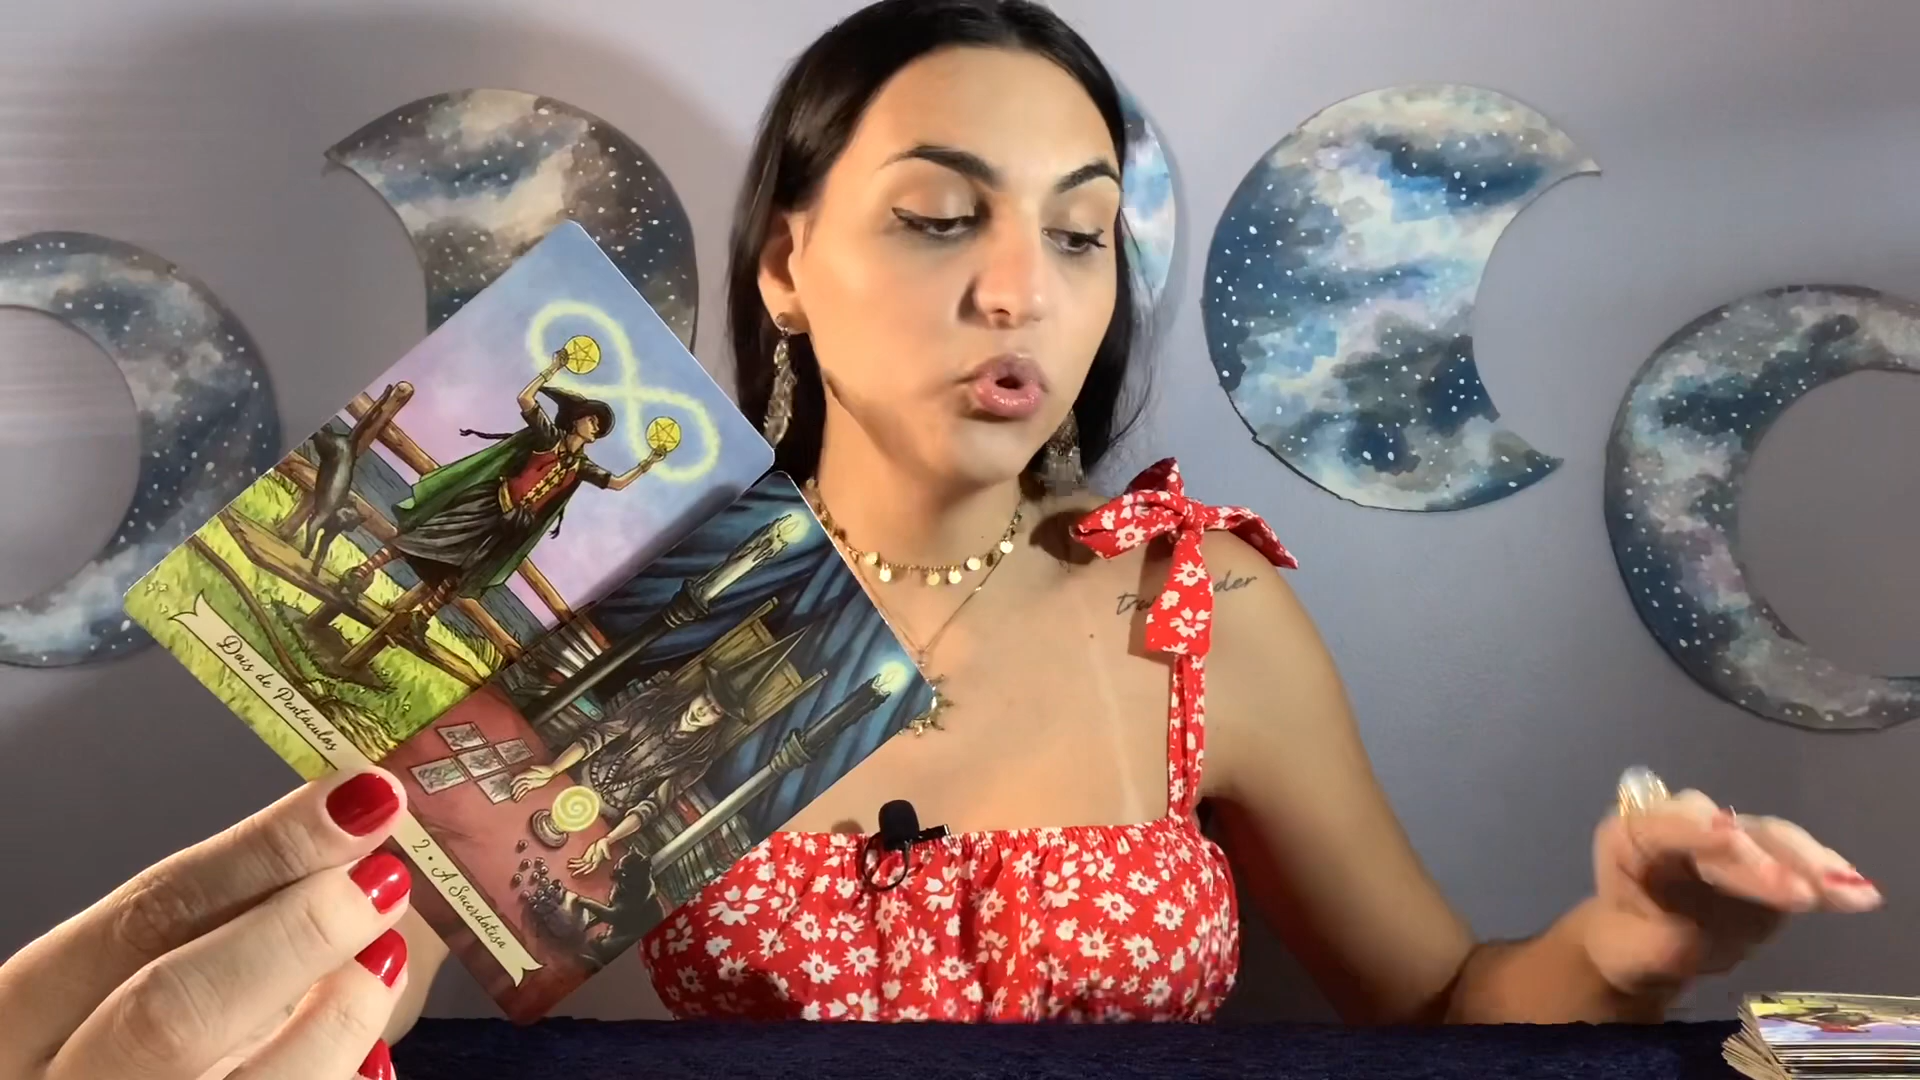 Dois de Pentáculos
2 • A Sacerdotisa